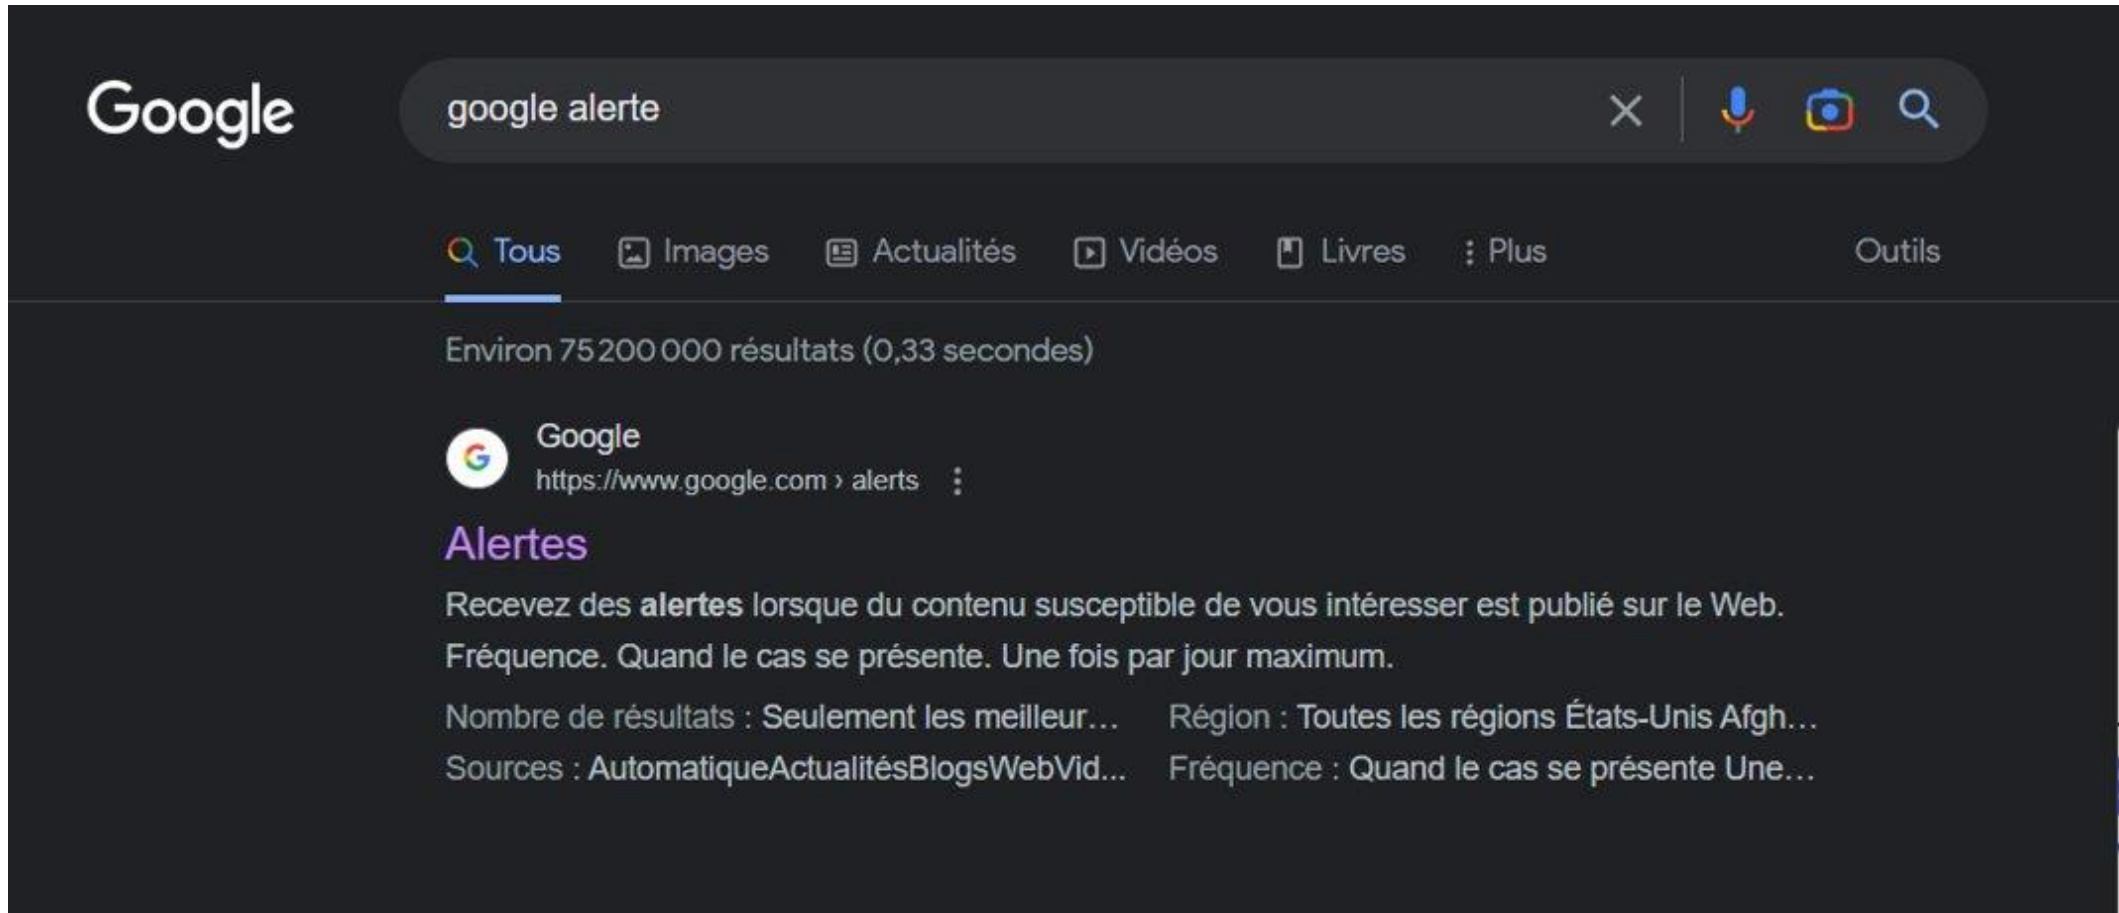 Google
google alerte
Tous Images Actualités Vidéos Livres Plus Outils
Environ 75 200 000 résultats (0,33 secondes)
Google
https://www.google.com › alerts
Alertes
Recevez des alertes lorsque du contenu susceptible de vous intéresser est publié sur le Web.
Fréquence. Quand le cas se présente. Une fois par jour maximum.
Nombre de résultats : Seulement les meilleur... Région : Toutes les régions États-Unis Afgh...
Sources : AutomatiqueActualitésBlogsWebVid... Fréquence : Quand le cas se présente Une...